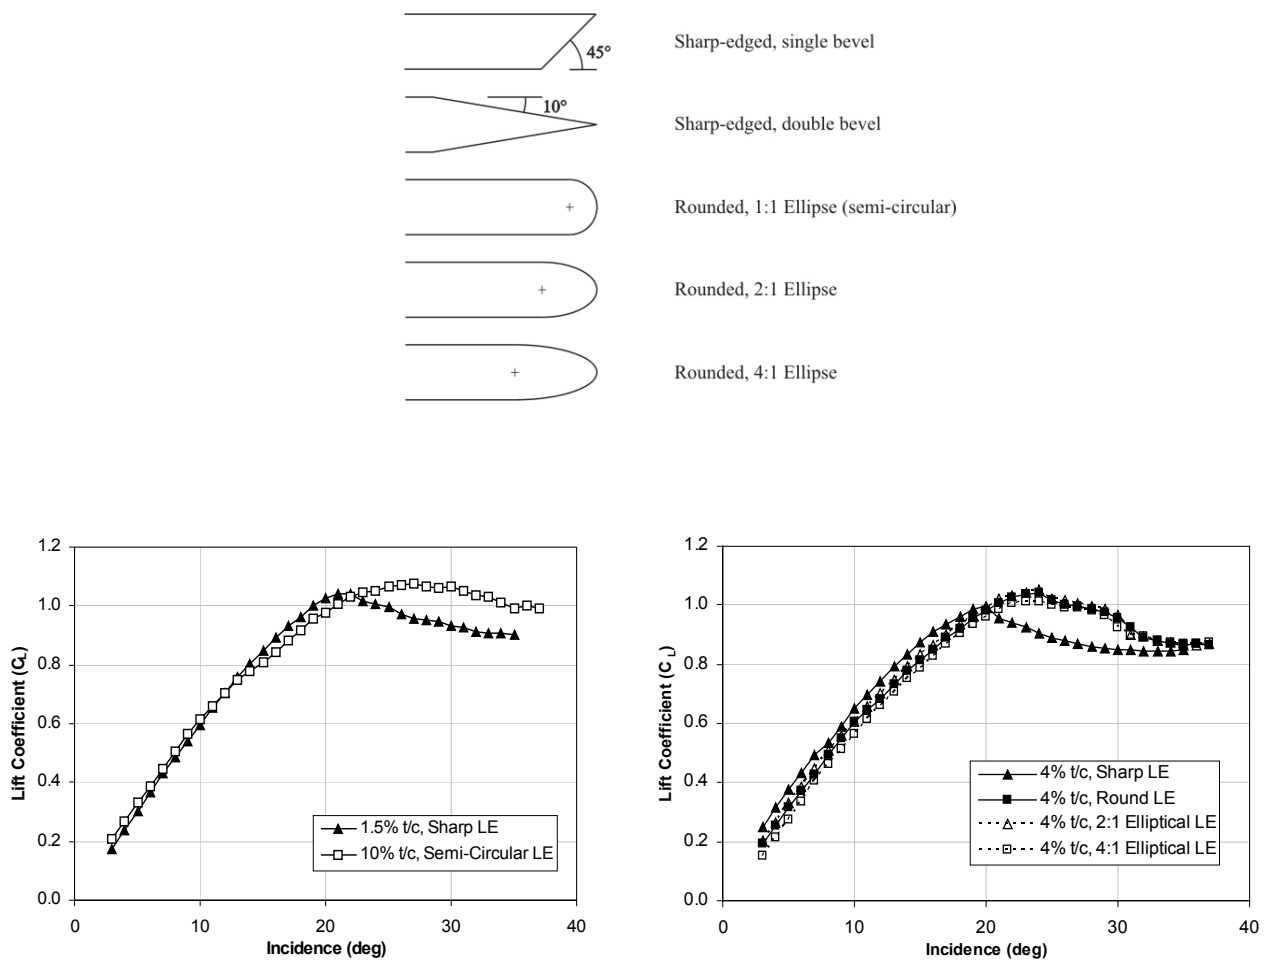 45°
Sharp-edged, single bevel
10°
Sharp-edged, double bevel
Rounded, 1:1 Ellipse (semi-circular)
Rounded, 2:1 Ellipse
Rounded, 4:1 Ellipse
1.2
1.0
0.8
0.6
0.4
0.2
0.0
Lift Coefficient (CL)
1.5% t/c, Sharp LE
10% t/c, Semi-Circular LE
0
10
20
30
40
Incidence (deg)
1.2
1.0
0.8
0.6
0.4
0.2
0.0
Lift Coefficient (C L)
4% t/c, Sharp LE
4% t/c, Round LE
4% t/c, 2:1 Elliptical LE
4% t/c, 4:1 Elliptical LE
0
10
20
30
40
Incidence (deg)